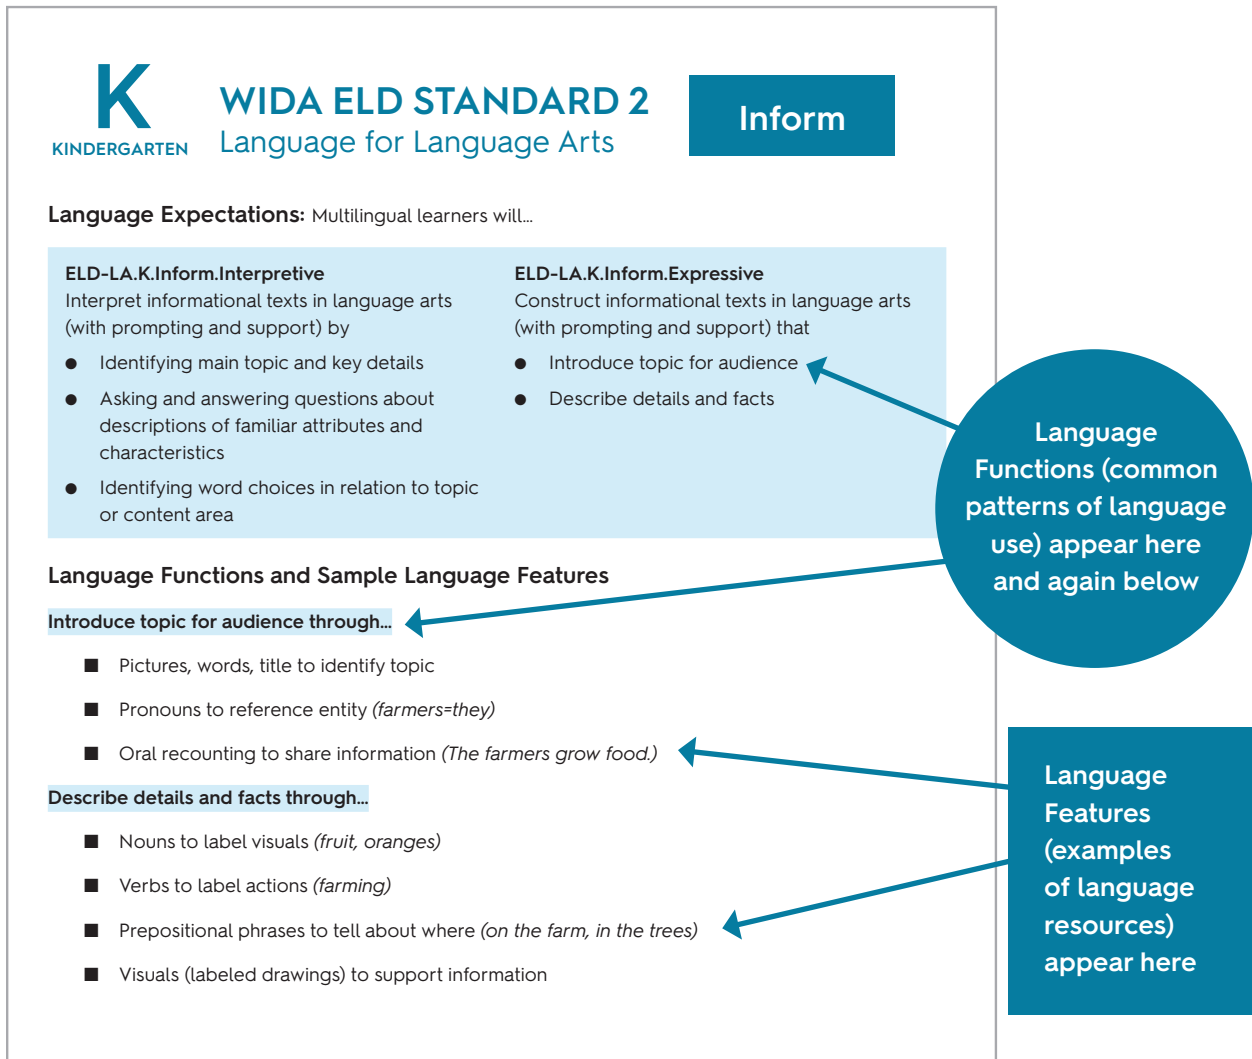 K
KINDERGARTEN
WIDA ELD STANDARD 2
Language for Language Arts
Inform
Language Expectations: Multilingual learners will...
ELD-LA.K.Inform.Interpretive
Interpret informational texts in language arts
(with prompting and support) by
● Identifying main topic and key details
● Asking and answering questions about
descriptions of familiar attributes and
characteristics
● Identifying word choices in relation to topic
or content area
ELD-LA.K.Inform.Expressive
Construct informational texts in language arts
(with prompting and support) that
● Introduce topic for audience
● Describe details and facts
Language
Functions (common
patterns of language
use) appear here
and again below
Language Functions and Sample Language Features
Introduce topic for audience through...
■ Pictures, words, title to identify topic
■ Pronouns to reference entity (farmers=they)
■ Oral recounting to share information (The farmers grow food.)
Describe details and facts through...
■ Nouns to label visuals (fruit, oranges)
■ Verbs to label actions (farming)
■ Prepositional phrases to tell about where (on the farm, in the trees)
■ Visuals (labeled drawings) to support information
Language
Features
(examples
of language
resources)
appear here